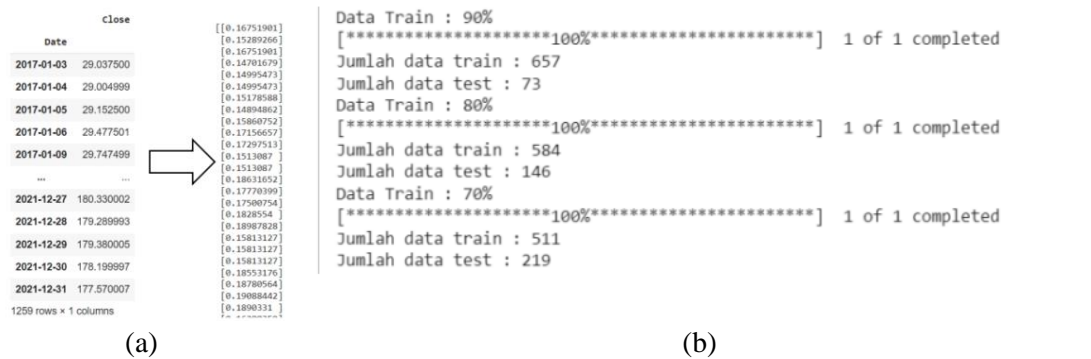 Close
Date
2017-01-03 29.037500
2017-01-04 29.004999
2017-01-05 29.152500
2017-01-06 29.477501
2017-01-09 29.747499
... ...
2021-12-27 180.330002
2021-12-28 179.289993
2021-12-29 179.380005
2021-12-30 178.199997
2021-12-31 177.570007
1259 rows × 1 columns
[[0.16751901]
[0.15289266]
[0.16751901]
[0.14701679]
[0.14995473]
[0.14995473]
[0.15178588]
[0.14894862]
[0.15860752]
[0.17156657]
[0.17297513]
[0.1513087 ]
[0.1513087 ]
[0.18631652]
[0.17770399]
[0.17500754]
[0.1828554 ]
[0.18987828]
[0.15813127]
[0.15813127]
[0.15813127]
[0.18553176]
[0.18780564]
[0.19088442]
[0.1890331 ]
(a)
Data Train : 90%
[**********************100%***********************] 1 of 1 completed
Jumlah data train : 657
Jumlah data test : 73
Data Train : 80%
[**********************100%***********************] 1 of 1 completed
Jumlah data train : 584
Jumlah data test : 146
Data Train : 70%
[**********************100%***********************] 1 of 1 completed
Jumlah data train : 511
Jumlah data test : 219
(b)